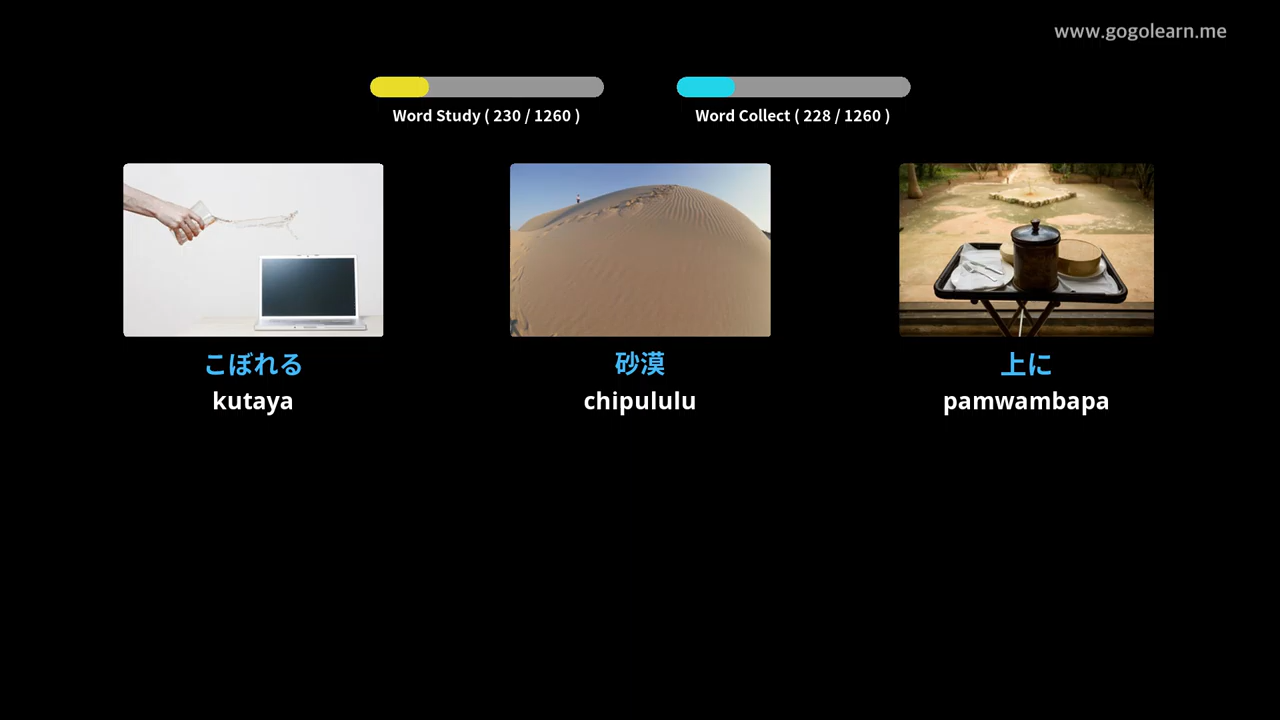 www.gogolearn.me
Word Study ( 230 / 1260 )
Word Collect ( 228 / 1260 )
こぼれる
kutaya
砂漠
chipululu
上に
pamwambapa